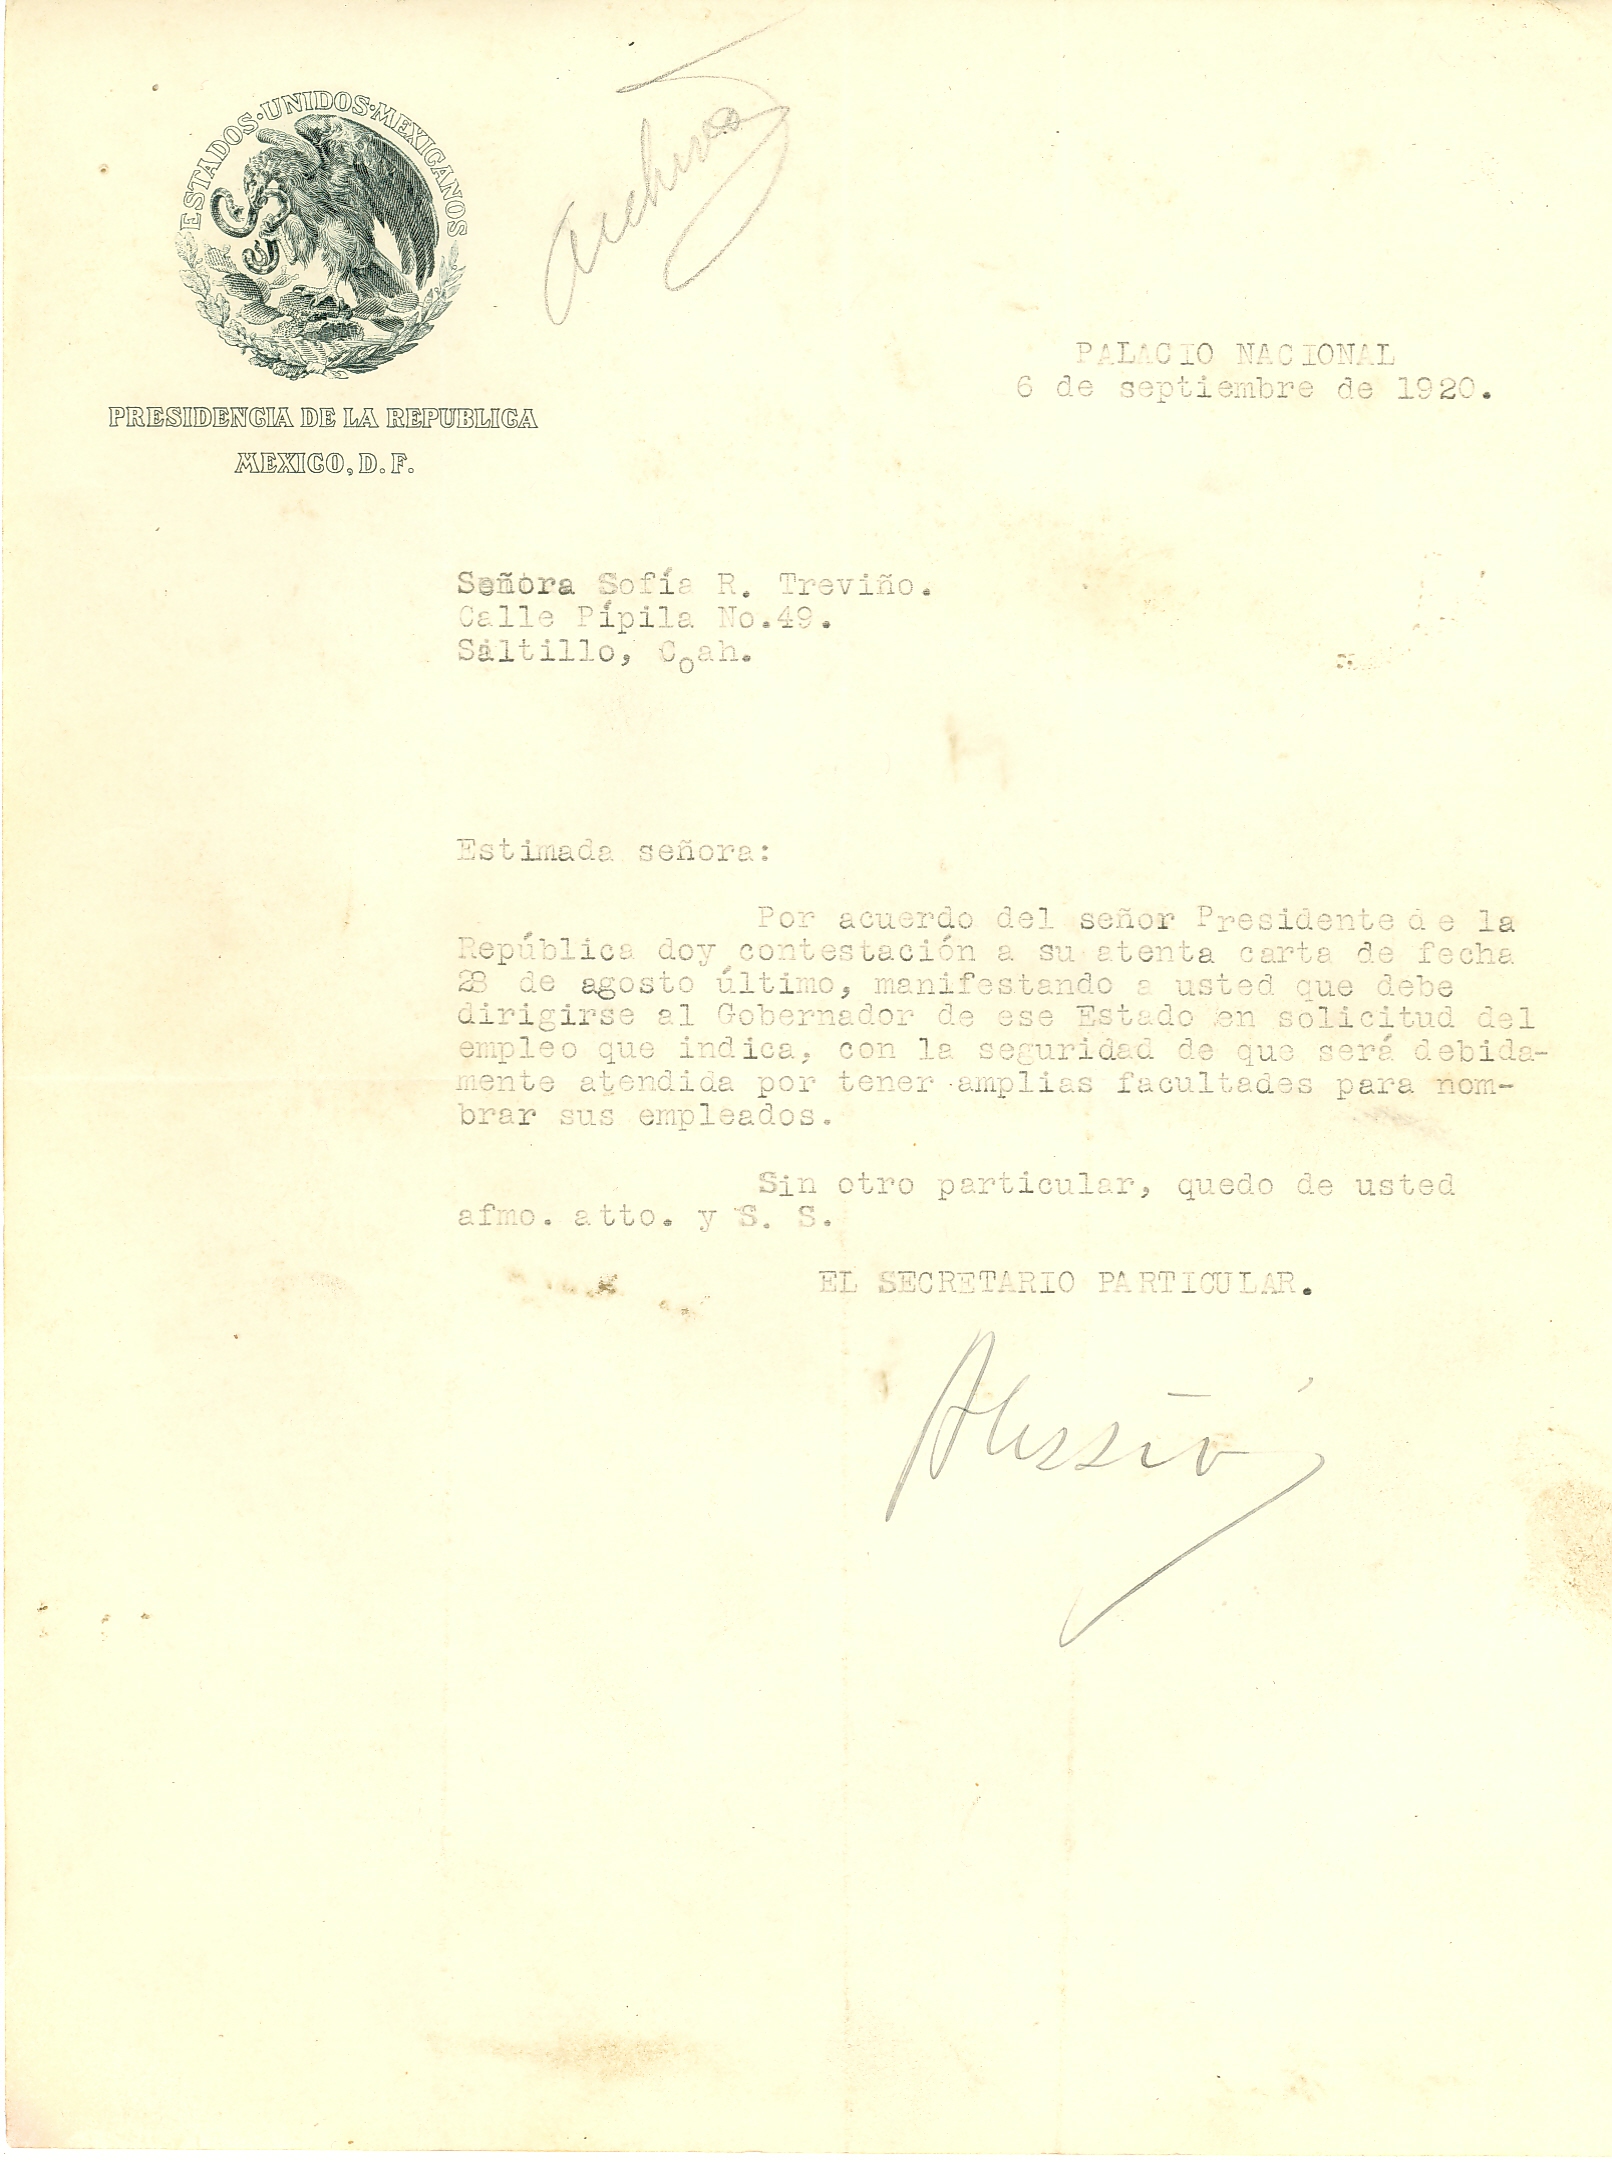 Archivo
ESTADOS·UNIDOS·MEXICANOS
PRESIDENCIA DE LA REPUBLICA
MEXICO, D. F.
PALACIO NACIONAL
6 de septiembre de 1920.
Señora Sofía R. Treviño.
Calle Pípila No.49.
Saltillo, Coah.
Estimada señora:
Por acuerdo del señor Presidente de la
República doy contestación a su atenta carta de fecha
28 de agosto último, manifestando a usted que debe
dirigirse al Gobernador de ese Estado en solicitud del
empleo que indica, con la seguridad de que será debida-
mente atendida por tener amplias facultades para nom-
brar sus empleados.
Sin otro particular, quedo de usted
afmo. atto. y S. S.
EL SECRETARIO PARTICULAR.
Alessio